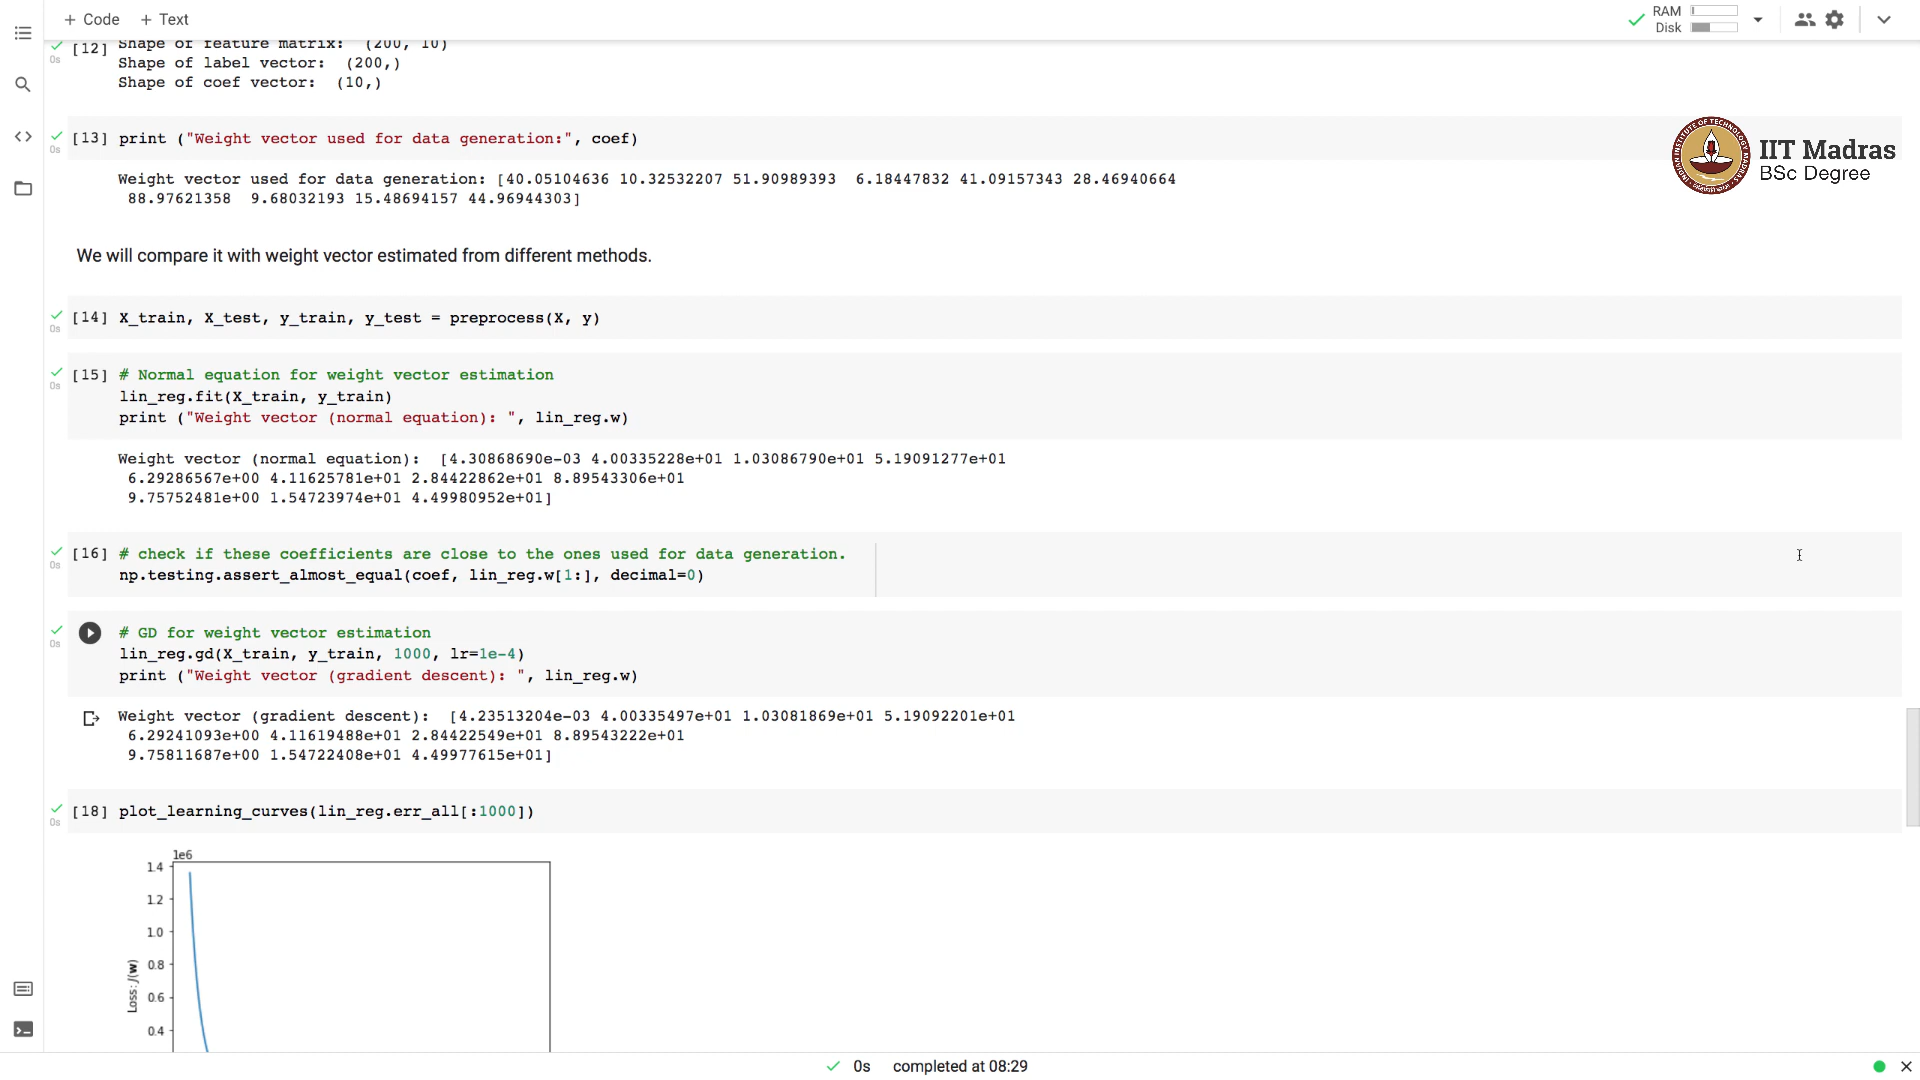 + Code + Text
RAM
Disk
[12] Shape of feature matrix: (200, 10)
0s
Shape of label vector: (200,)
Shape of coef vector: (10,)
[13] print ("Weight vector used for data generation:", coef)
0s
INDIAN INSTITUTE OF TECHNOLOGY MADRAS
IIT Madras
BSc Degree
Weight vector used for data generation: [40.05104636 10.32532207 51.90989393 6.18447832 41.09157343 28.46940664
88.97621358 9.68032193 15.48694157 44.96944303]
We will compare it with weight vector estimated from different methods.
[14] X_train, X_test, y_train, y_test = preprocess(X, y)
0s
[15] # Normal equation for weight vector estimation
0s
lin_reg.fit(X_train, y_train)
print ("Weight vector (normal equation): ", lin_reg.w)
Weight vector (normal equation): [4.30868690e-03 4.00335228e+01 1.03086790e+01 5.19091277e+01
6.29286567e+00 4.11625781e+01 2.84422862e+01 8.89543306e+01
9.75752481e+00 1.54723974e+01 4.49980952e+01]
[16] # check if these coefficients are close to the ones used for data generation.
0s
np.testing.assert_almost_equal(coef, lin_reg.w[1:], decimal=0)
# GD for weight vector estimation
0s
lin_reg.gd(X_train, y_train, 1000, lr=1e-4)
print ("Weight vector (gradient descent): ", lin_reg.w)
Weight vector (gradient descent): [4.23513204e-03 4.00335497e+01 1.03081869e+01 5.19092201e+01
6.29241093e+00 4.11619488e+01 2.84422549e+01 8.89543222e+01
9.75811687e+00 1.54722408e+01 4.49977615e+01]
[18] plot_learning_curves(lin_reg.err_all[:1000])
0s
1e6
1.4
1.2
1.0
0.8
0.6
0.4
Loss: J(w)
0s completed at 08:29